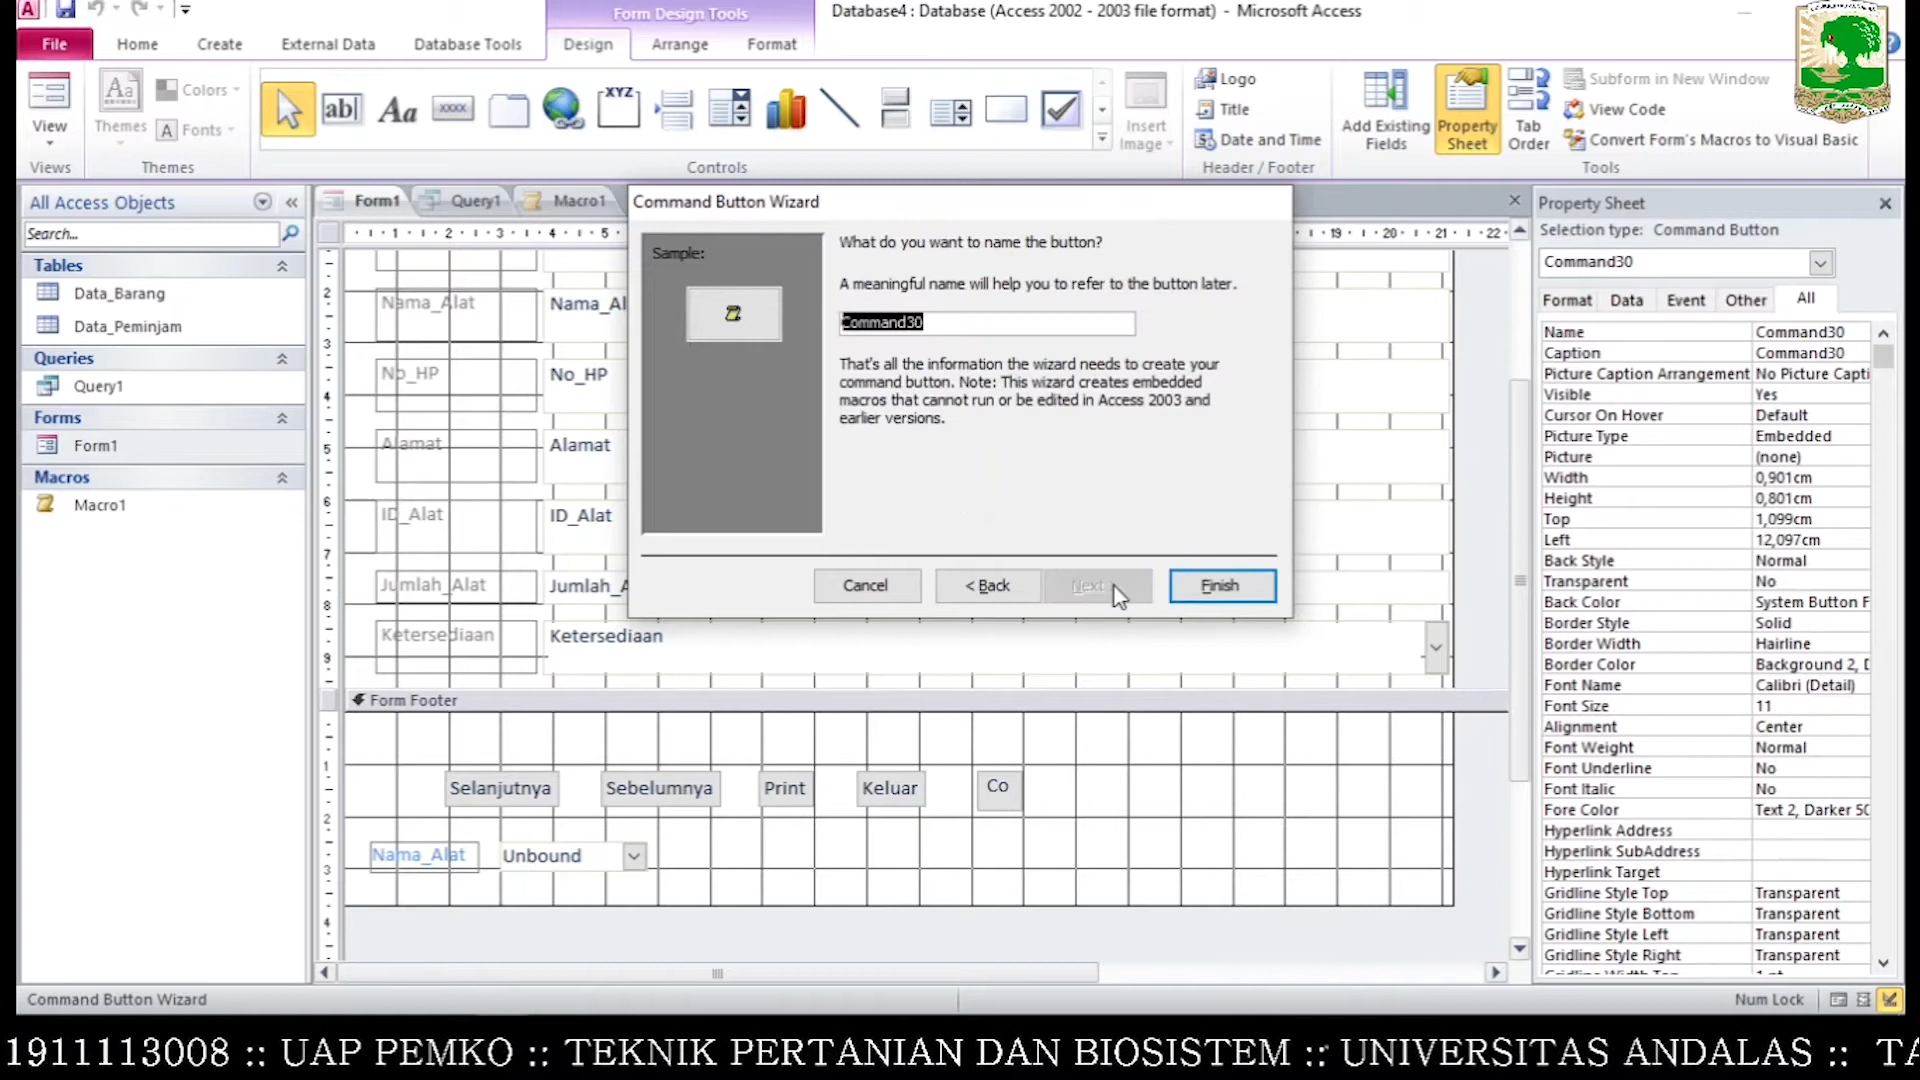 Form Design Tools
Database4 : Database (Access 2002 - 2003 file format) - Microsoft Access
File Home Create External Data Database Tools Design Arrange Format
View
Views
Aa Themes
Colors
Fonts
Themes
ab| Aa xxxx XYZ
Controls
Insert Image
Logo
Title
Date and Time
Header / Footer
Add Existing Fields
Property Sheet
Tab Order
Subform in New Window
View Code
Convert Form's Macros to Visual Basic
Tools
All Access Objects
Search...
Tables
Data_Barang
Data_Peminjam
Queries
Query1
Forms
Form1
Macros
Macro1
Form1 Query1 Macro1
Nama_Alat Nama_Al
No_HP No_HP
Alamat Alamat
ID_Alat ID_Alat
Jumlah_Alat Jumlah_A
Ketersediaan Ketersediaan
Form Footer
Selanjutnya Sebelumnya Print Keluar Co
Nama_Alat Unbound
Command Button Wizard
Sample:
What do you want to name the button?
A meaningful name will help you to refer to the button later.
Command30
That's all the information the wizard needs to create your
command button. Note: This wizard creates embedded
macros that cannot run or be edited in Access 2003 and
earlier versions.
Cancel < Back Next Finish
Property Sheet
Selection type: Command Button
Command30
Format Data Event Other All
Name Command30
Caption Command30
Picture Caption Arrangement No Picture Capti
Visible Yes
Cursor On Hover Default
Picture Type Embedded
Picture (none)
Width 0,901cm
Height 0,801cm
Top 1,099cm
Left 12,097cm
Back Style Normal
Transparent No
Back Color System Button F
Border Style Solid
Border Width Hairline
Border Color Background 2, D
Font Name Calibri (Detail)
Font Size 11
Alignment Center
Font Weight Normal
Font Underline No
Font Italic No
Fore Color Text 2, Darker 50
Hyperlink Address
Hyperlink SubAddress
Hyperlink Target
Gridline Style Top Transparent
Gridline Style Bottom Transparent
Gridline Style Left Transparent
Gridline Style Right Transparent
Command Button Wizard
Num Lock
1911113008 :: UAP PEMKO :: TEKNIK PERTANIAN DAN BIOSISTEM :: UNIVERSITAS ANDALAS :: TA